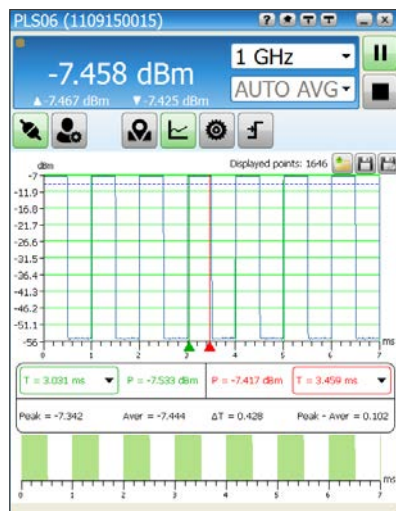 PLS06 (1109150015)
-7.458 dBm
▲-7.467 dBm ▼-7.425 dBm
1 GHz
AUTO AVG
dBm
Displayed points: 1646
-7
-11.9
-16.8
-21.7
-26.6
-31.5
-36.4
-41.3
-46.2
-51.1
-56
0 1 2 3 4 5 6 7
ms
T = 3.031 ms P = -7.533 dBm P = -7.417 dBm T = 3.459 ms
Peak = -7.342 Aver = -7.444 ΔT = 0.428 Peak - Aver = 0.102
0 1 2 3 4 5 6 7
ms